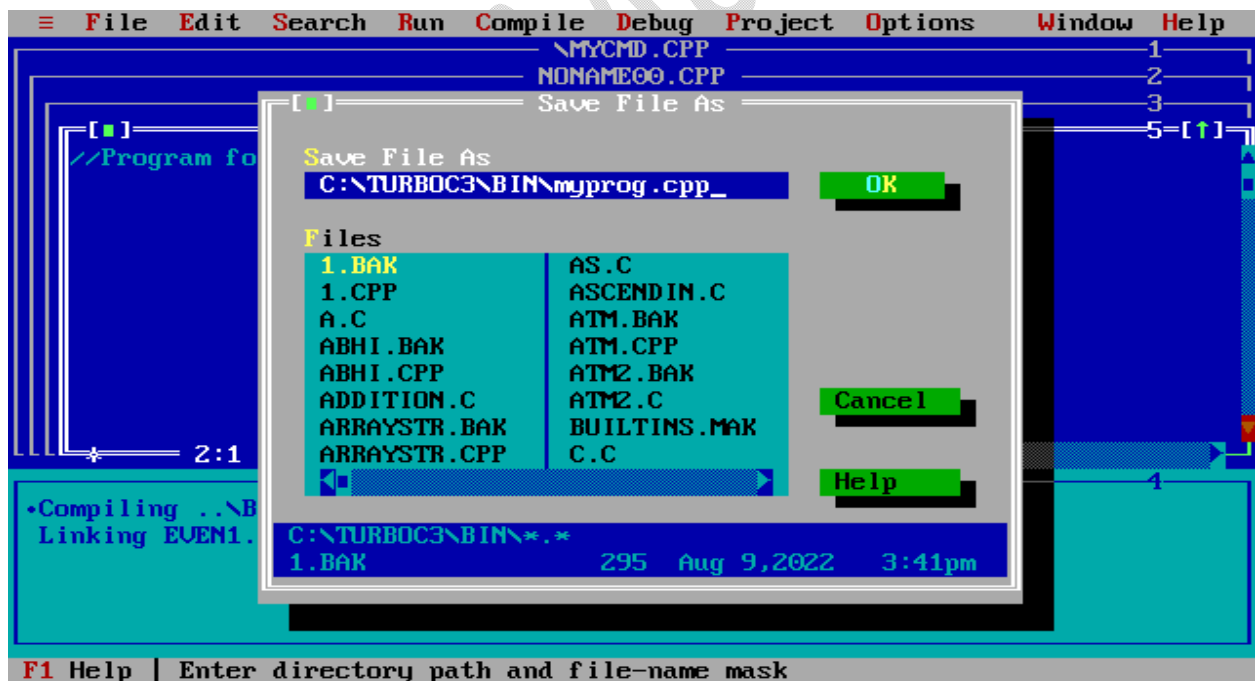 ≡ File Edit Search Run Compile Debug Project Options Window Help
\MYCMD.CPP 1
NONAME00.CPP 2
3
[■] Save File As
[■] 5=[↑]
//Program fo
Save File As
C:\TURBOC3\BIN\myprog.cpp_
OK
Files
1.BAK AS.C
1.CPP ASCENDIN.C
A.C ATM.BAK
ABHI.BAK ATM.CPP
ABHI.CPP ATM2.BAK
ADDITION.C ATM2.C
Cancel
ARRAYSTR.BAK BUILTINS.MAK
ARRAYSTR.CPP C.C
2:1
Help
4
•Compiling ..\B
Linking EVEN1.
C:\TURBOC3\BIN\*.*
1.BAK 295 Aug 9,2022 3:41pm
F1 Help | Enter directory path and file-name mask